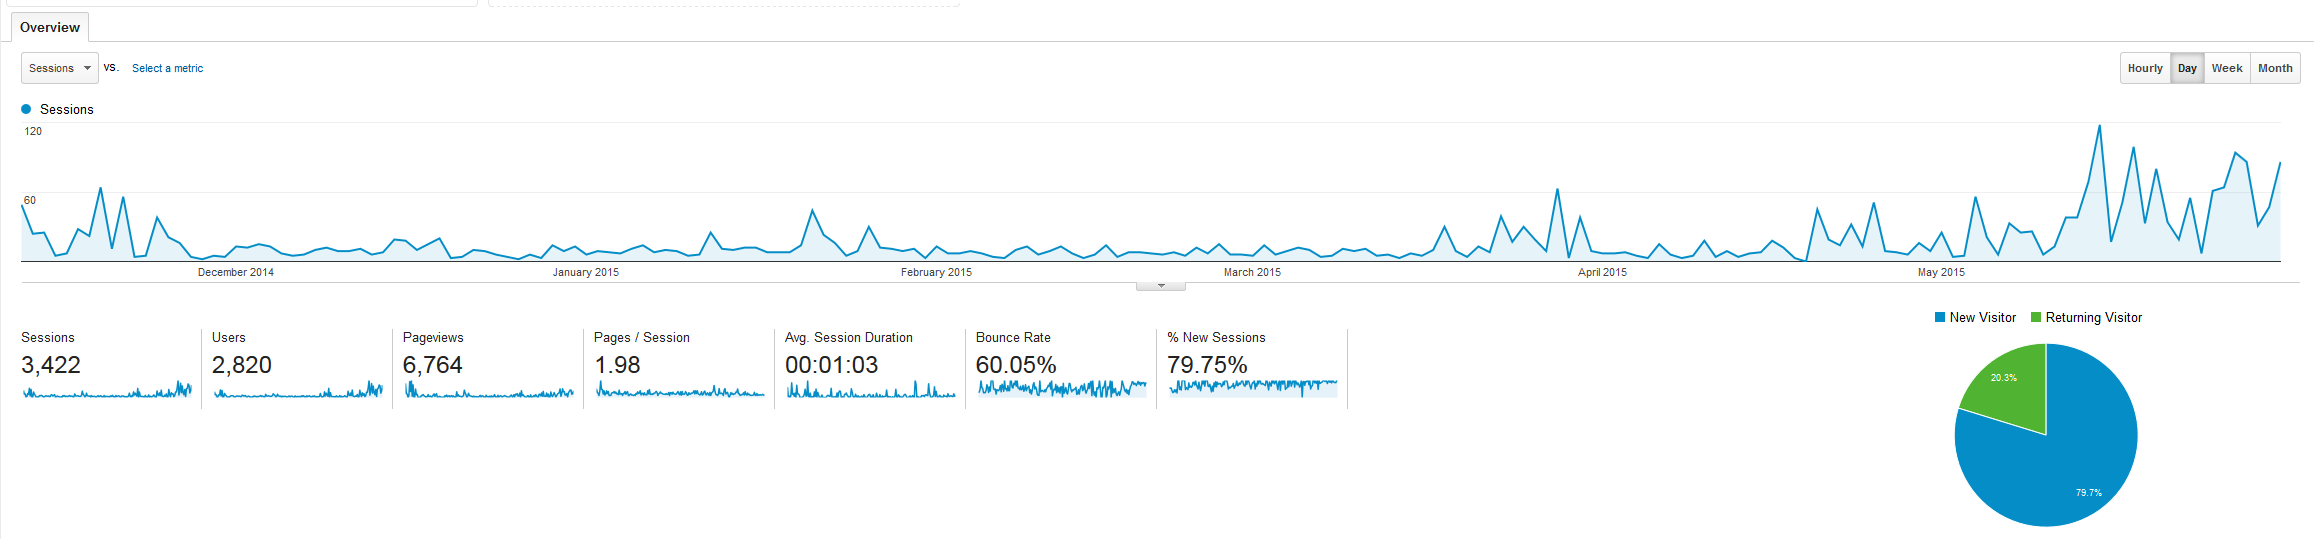 Overview
Sessions vs. Select a metric Hourly Day Week Month
Sessions
120
60
December 2014 January 2015 February 2015 March 2015 April 2015 May 2015
New Visitor Returning Visitor
Sessions Users Pageviews Pages / Session Avg. Session Duration Bounce Rate % New Sessions
3,422 2,820 6,764 1.98 00:01:03 60.05% 79.75%
20.3%
79.7%